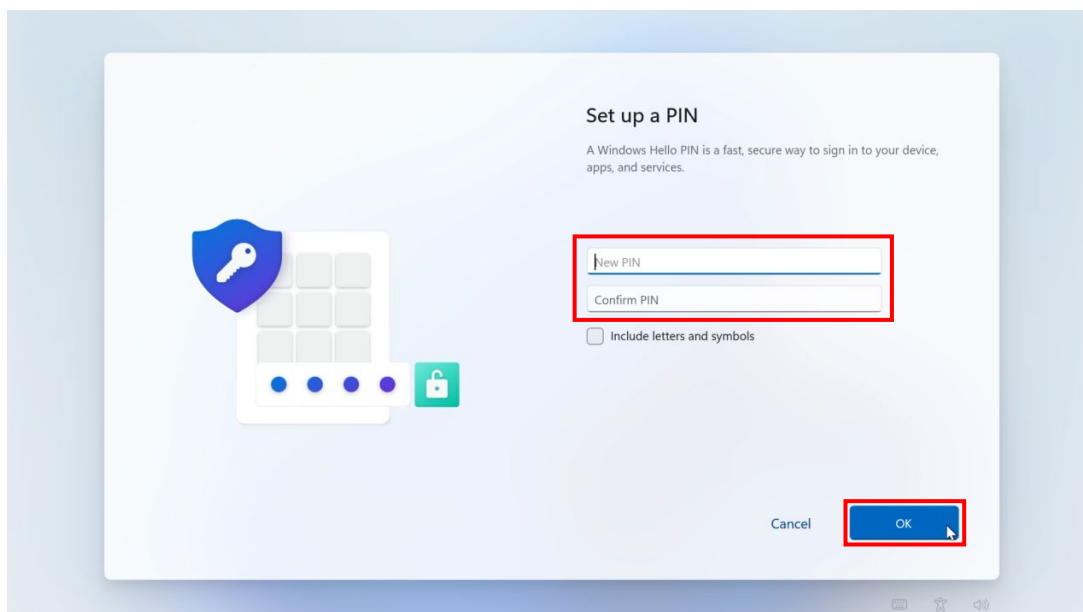 Set up a PIN
A Windows Hello PIN is a fast, secure way to sign in to your device,
apps, and services.
New PIN
Confirm PIN
Include letters and symbols
Cancel
OK